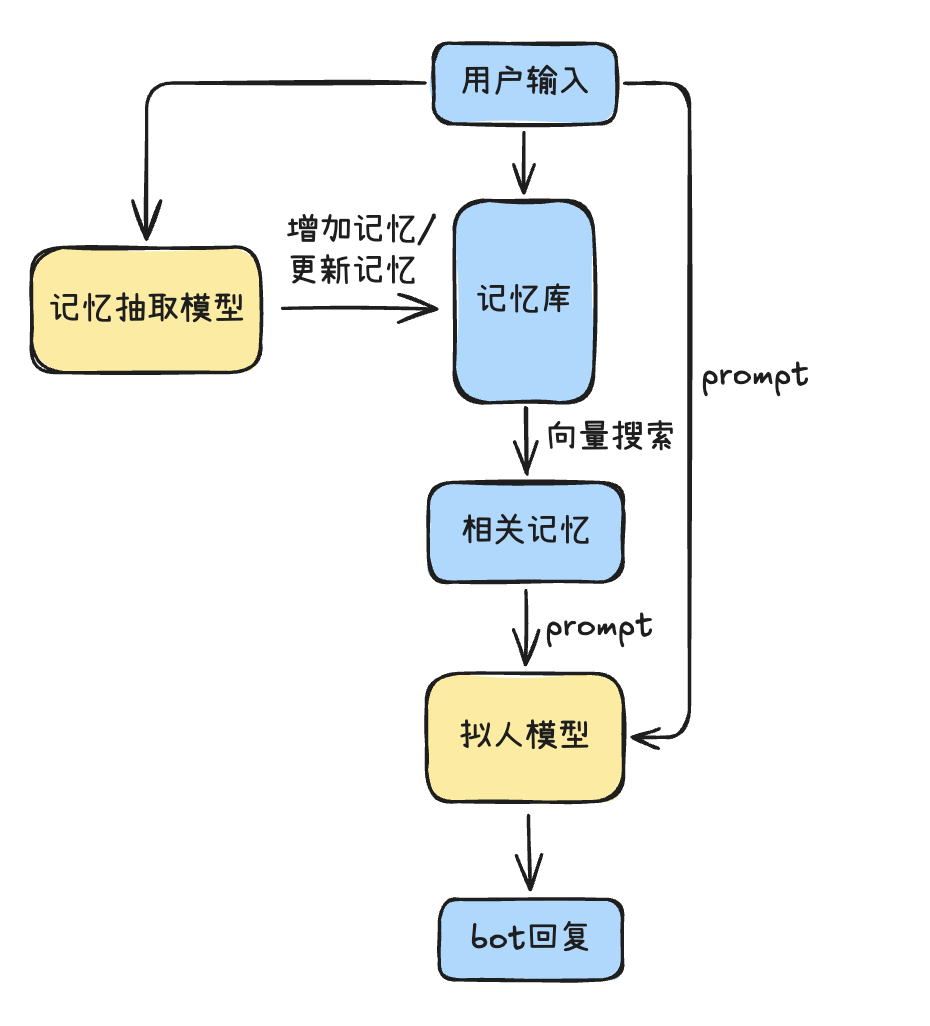 用户输入
增加记忆/
更新记忆
记忆抽取模型
记忆库
prompt
向量搜索
相关记忆
prompt
拟人模型
bot回复